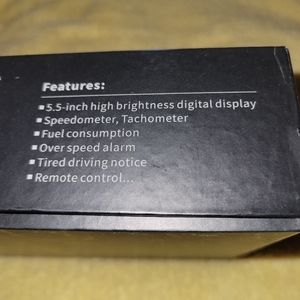 Features:
▪5.5-inch high brightness digital display
▪Speedometer, Tachometer
▪Fuel consumption
▪Over speed alarm
▪Tired driving notice
▪Remote control...